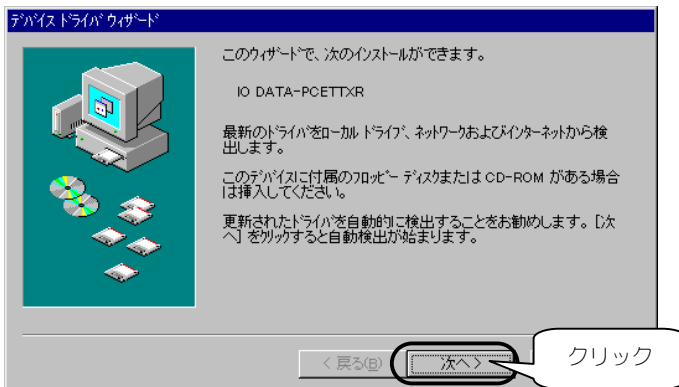 デバイス ドライバ ウィザード
このウィザードで、次のインストールができます。
IO DATA-PCETTXR
最新のドライバをローカル ドライブ、ネットワークおよびインターネットから検
出します。
このデバイスに付属のフロッピー ディスクまたは CD-ROM がある場合
は挿入してください。
更新されたドライバを自動的に検出することをお勧めします。[次
へ] をクリックすると自動検出が始まります。
< 戻る(B)
次へ >
クリック